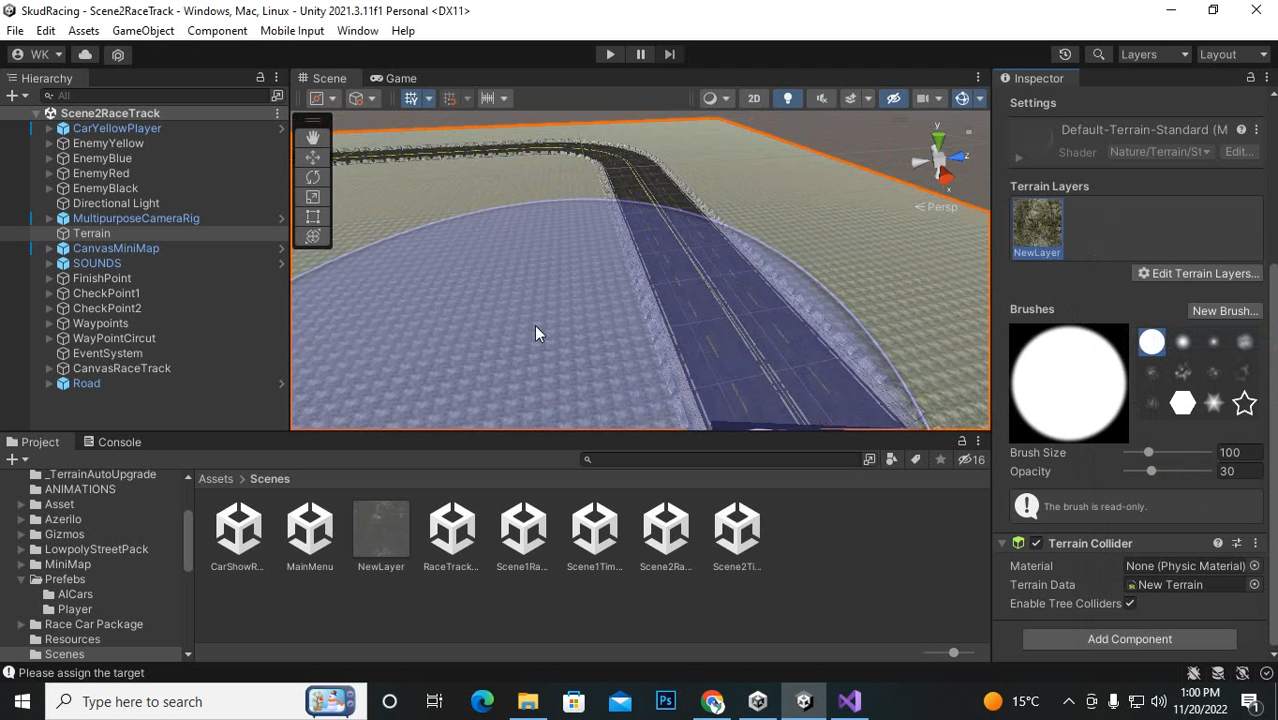 SkudRacing - Scene2RaceTrack - Windows, Mac, Linux - Unity 2021.3.11f1 Personal <DX11>
File Edit Assets GameObject Component Mobile Input Window Help
WK Layers Layout
Hierarchy
All
Scene2RaceTrack
CarYellowPlayer
EnemyYellow
EnemyBlue
EnemyRed
EnemyBlack
Directional Light
MultipurposeCameraRig
Terrain
CanvasMiniMap
SOUNDS
FinishPoint
CheckPoint1
CheckPoint2
Waypoints
WayPointCircut
EventSystem
CanvasRaceTrack
Road
Scene Game
2D
y
z
x
Persp
Inspector
Settings
Default-Terrain-Standard (M
Shader Nature/Terrain/St Edit...
Terrain Layers
NewLayer
Edit Terrain Layers...
Brushes New Brush...
Brush Size 100
Opacity 30
The brush is read-only.
Terrain Collider
Material None (Physic Material)
Terrain Data New Terrain
Enable Tree Colliders
Add Component
Project Console
16
_TerrainAutoUpgrade
ANIMATIONS
Asset
Azerilo
Gizmos
LowpolyStreetPack
MiniMap
Prefebs
AICars
Player
Race Car Package
Resources
Scenes
Assets > Scenes
CarShowR... MainMenu NewLayer RaceTrack... Scene1Ra... Scene1Tim... Scene2Ra... Scene2Ti...
Please assign the target
Type here to search
Ps
15°C
1:00 PM
11/20/2022
1